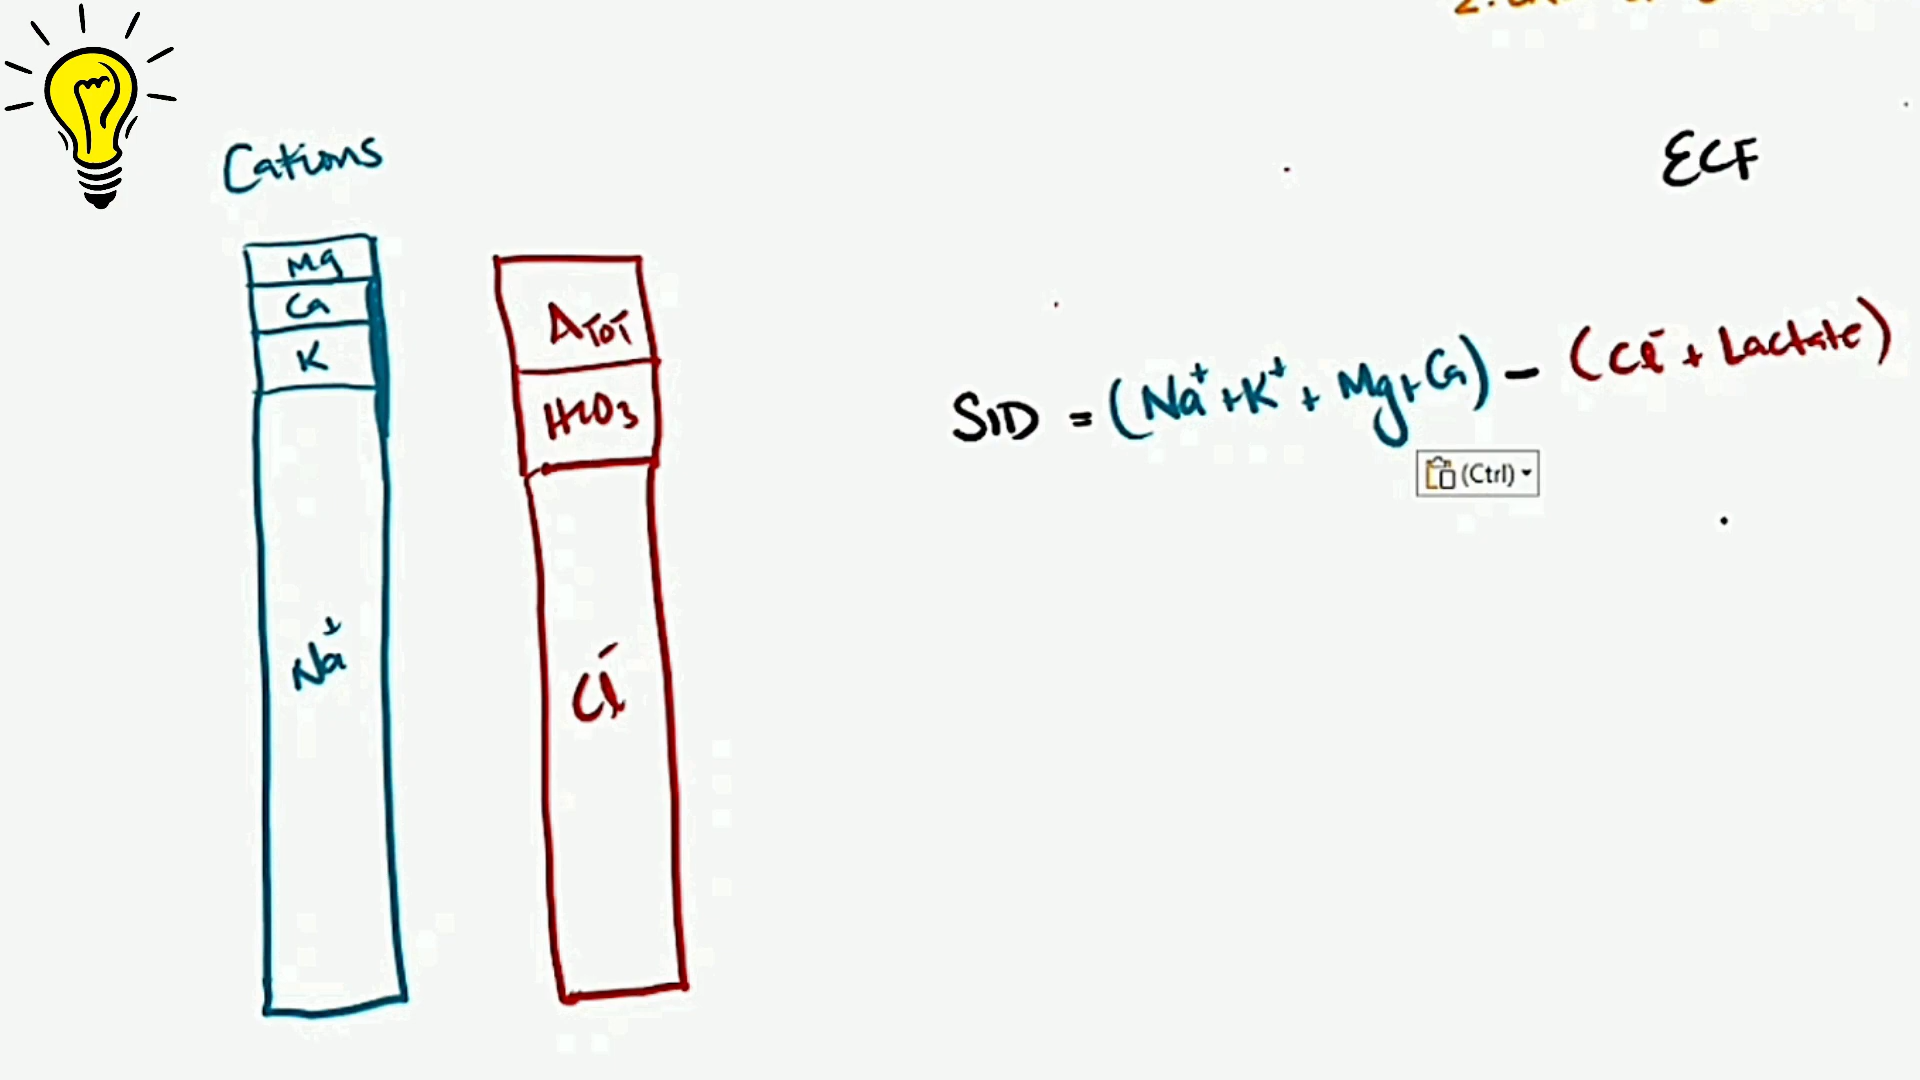 Cations
ECF
Mg
Ca
K
Na+
ATOT
HCO3
Cl-
SID = (Na+ + K+ + Mg + Ca) - (Cl- + Lactate)
(Ctrl)